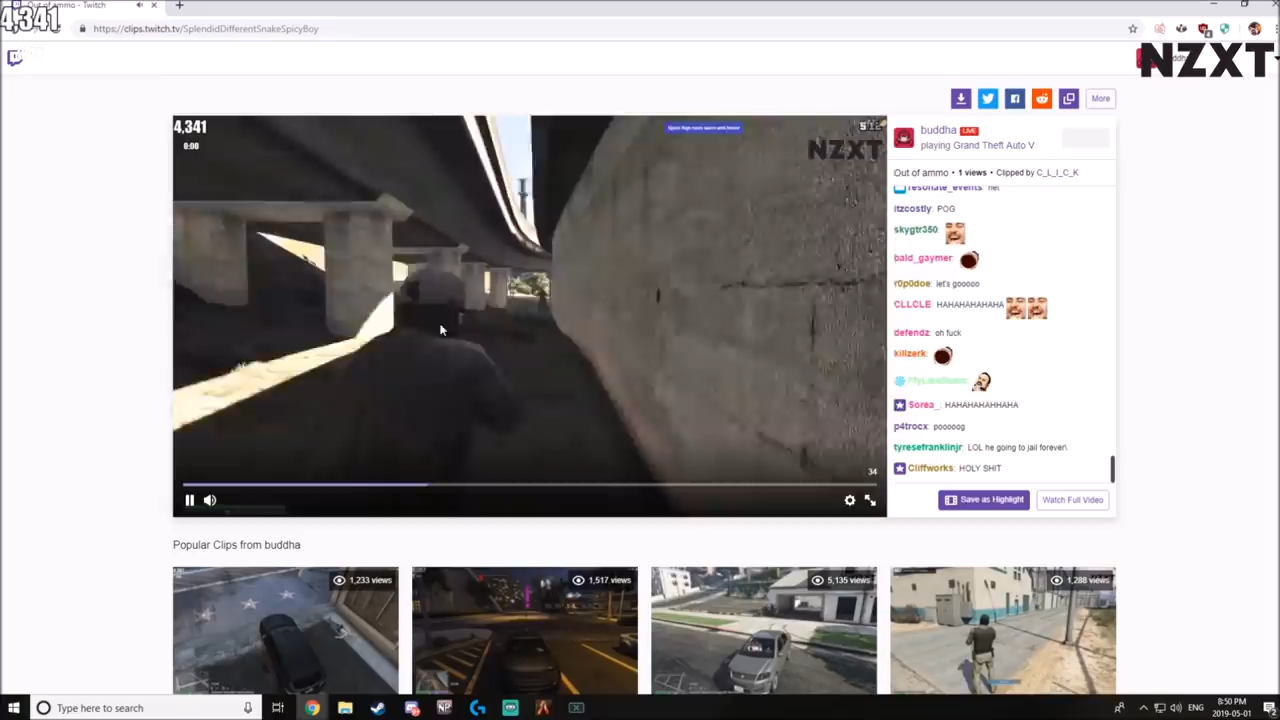 Out of ammo - Twitch
4,341
https://clips.twitch.tv/SplendidDifferentSnakeSpicyBoy
NZXT
More
4,341
0:00
NZXT
buddha LIVE
playing Grand Theft Auto V
Out of ammo • 1 views • Clipped by C_L_I_C_K
resonate_events:
itzcostly: POG
skygtr350:
bald_gaymer:
r0p0doe: let's gooooo
CLLCLE HAHAHAHAHAHA
defendz: oh fuck
killzerk:
Sorea_: HAHAHAHAHHAHA
p4trocx: pooooog
tyresefranklinjr: LOL he going to jail forever\
Cliffworks: HOLY SHIT
34
Save as Highlight
Watch Full Video
Popular Clips from buddha
1,233 views
1,517 views
5,135 views
1,288 views
Type here to search
ENG
8:50 PM
2019-05-01